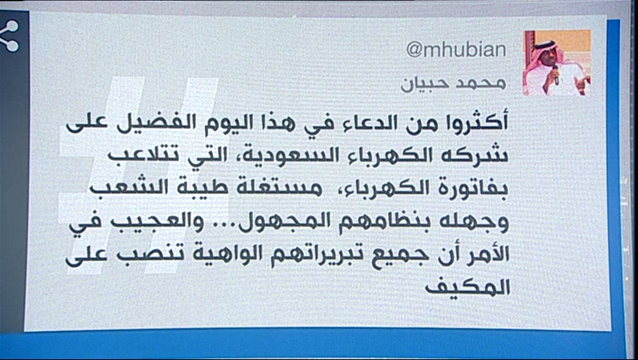 @mhubian
محمد حبيان
أكثروا من الدعاء في هذا اليوم الفضيل على
شركه الكهرباء السعودية، التي تتلاعب
بفاتورة الكهرباء، مستغلة طيبة الشعب
وجهله بنظامهم المجهول... والعجيب في
الأمر أن جميع تبريراتهم الواهية تنصب على
المكيف